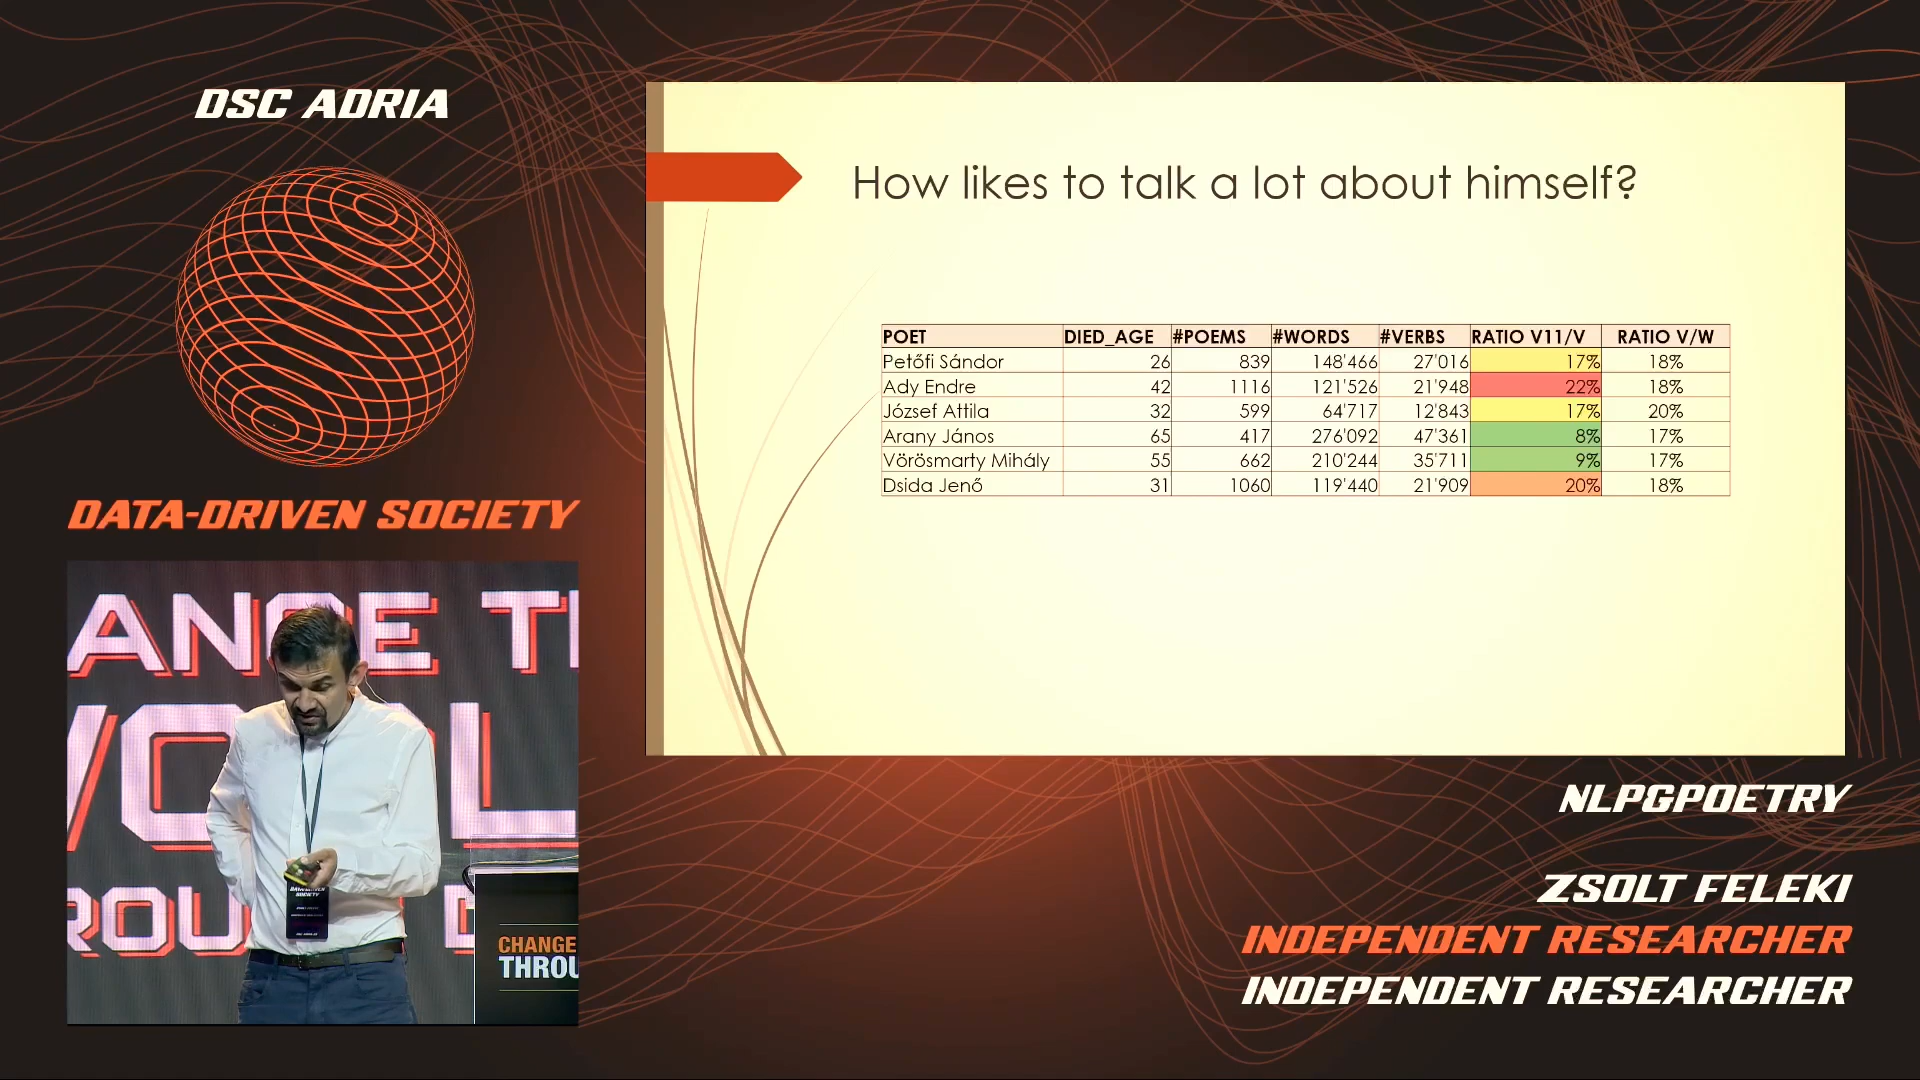 DSC ADRIA
DATA-DRIVEN SOCIETY
How likes to talk a lot about himself?
POET DIED_AGE #POEMS #WORDS #VERBS RATIO V11/V RATIO V/W
Petőfi Sándor 26 839 148'466 27'016 17% 18%
Ady Endre 42 1116 121'526 21'948 22% 18%
József Attila 32 599 64'717 12'843 17% 20%
Arany János 65 417 276'092 47'361 8% 17%
Vörösmarty Mihály 55 662 210'244 35'711 9% 17%
Dsida Jenő 31 1060 119'440 21'909 20% 18%
CHANGE
THROU
NLP&POETRY
ZSOLT FELEKI
INDEPENDENT RESEARCHER
INDEPENDENT RESEARCHER